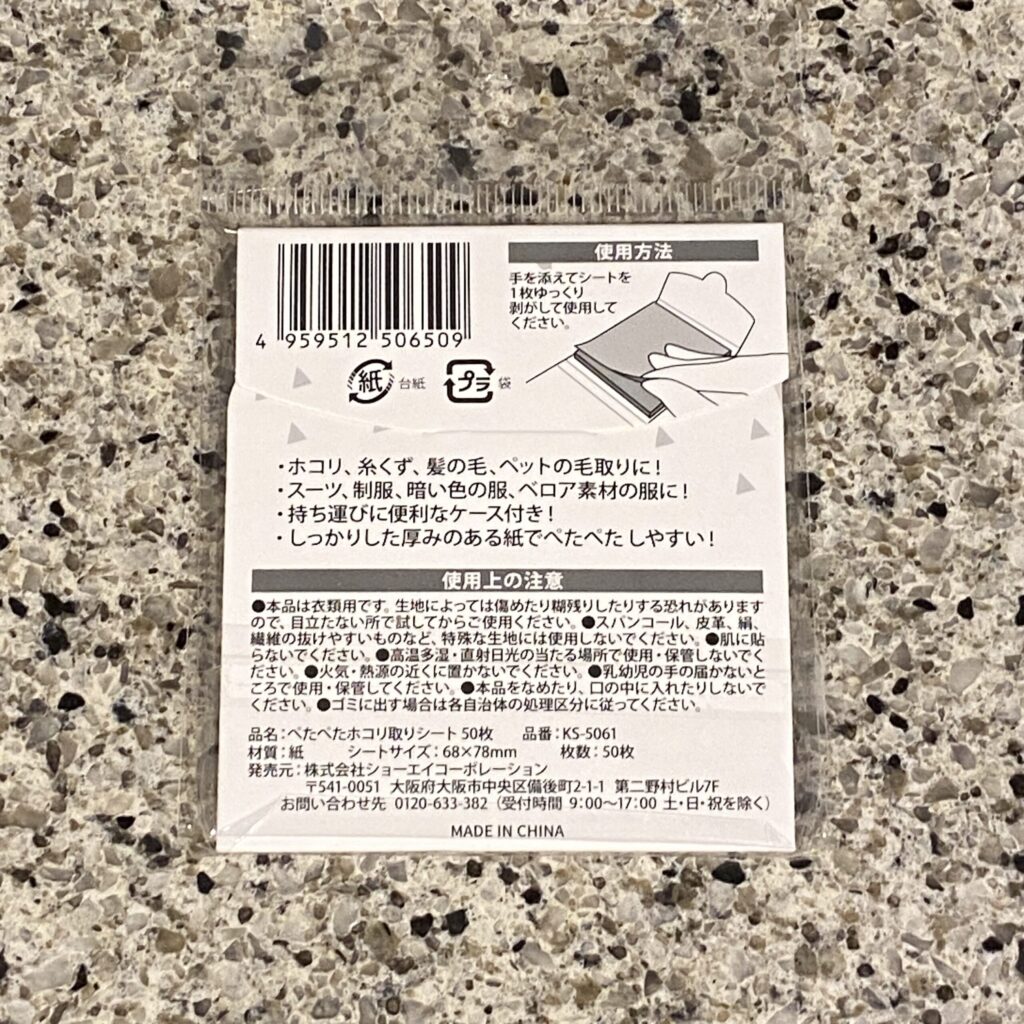 4 959512 506509
紙 台紙
プラ 袋
使用方法
手を添えてシートを
1枚ゆっくり
剥がして使用して
ください。
・ホコリ、糸くず、髪の毛、ペットの毛取りに!
・スーツ、制服、暗い色の服、ベロア素材の服に!
・持ち運びに便利なケース付き!
・しっかりした厚みのある紙でぺたぺたしやすい!
使用上の注意
●本品は衣類用です。生地によっては傷めたり糊残りしたりする恐れがあります
ので、目立たない所で試してからご使用ください。●スパンコール、皮革、絹、
繊維の抜けやすいものなど、特殊な生地には使用しないでください。●肌に貼
らないでください。●高温多湿・直射日光の当たる場所で使用・保管しないでく
ださい。●火気・熱源の近くに置かないでください。●乳幼児の手の届かないと
ころで使用・保管してください。●本品をなめたり、口の中に入れたりしないで
ください。●ゴミに出す場合は各自治体の処理区分に従ってください。
品名:ぺたぺたホコリ取りシート 50枚 品番:KS-5061
材質:紙 シートサイズ:68×78mm 枚数:50枚
発売元:株式会社ショーエイコーポレーション
〒541-0051 大阪府大阪市中央区備後町2-1-1 第二野村ビル7F
お問い合わせ先 0120-633-382(受付時間 9:00〜17:00 土・日・祝を除く)
MADE IN CHINA